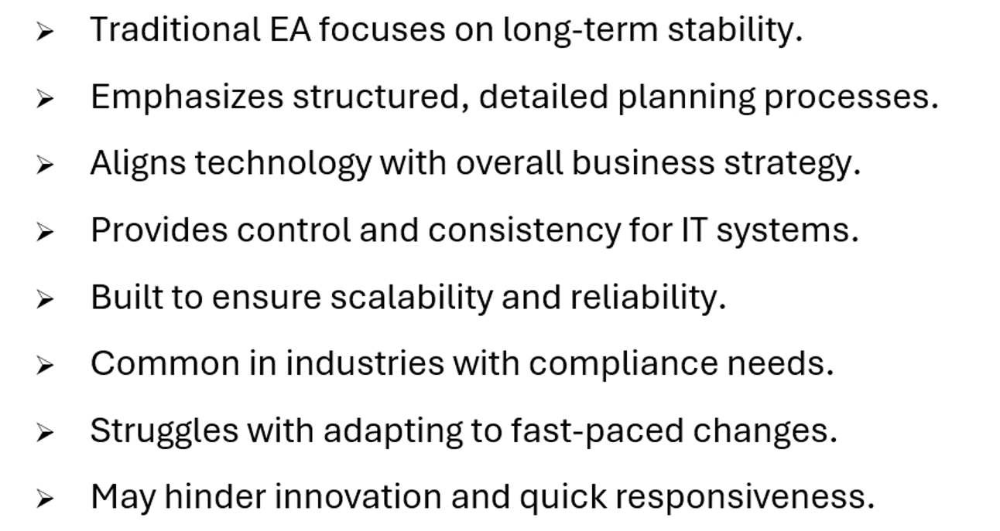 ➢ Traditional EA focuses on long-term stability.
➢ Emphasizes structured, detailed planning processes.
➢ Aligns technology with overall business strategy.
➢ Provides control and consistency for IT systems.
➢ Built to ensure scalability and reliability.
➢ Common in industries with compliance needs.
➢ Struggles with adapting to fast-paced changes.
➢ May hinder innovation and quick responsiveness.